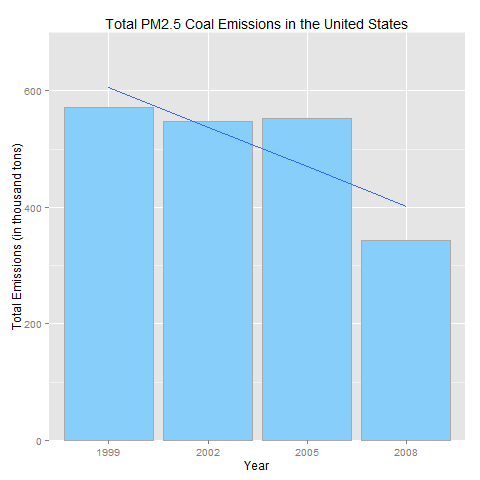 Total PM2.5 Coal Emissions in the United States
Total Emissions (in thousand tons)
600
400
200
0
1999 2002 2005 2008
Year